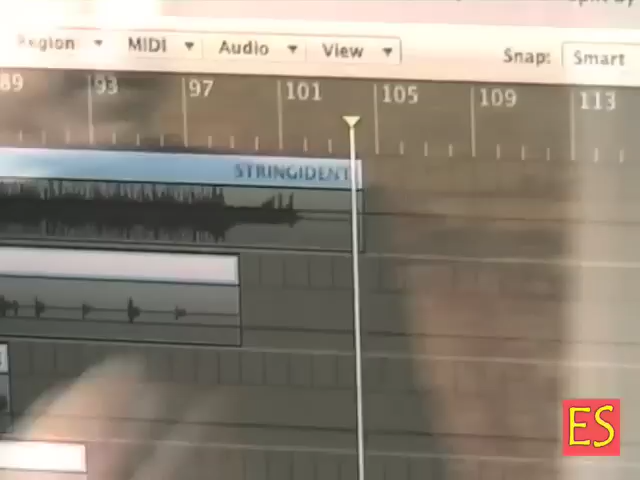 Region MIDI Audio View Snap: Smart
89 93 97 101 105 109 113
STRINGIDENT
ES